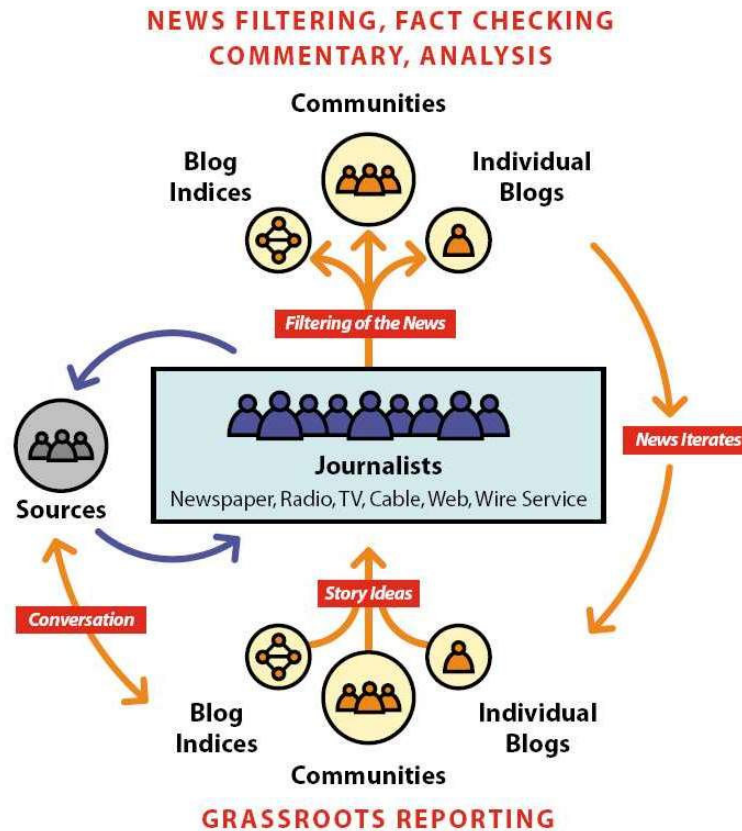 NEWS FILTERING, FACT CHECKING
COMMENTARY, ANALYSIS
Communities
Blog
Indices
Individual
Blogs
Filtering of the News
News Iterates
Journalists
Newspaper, Radio, TV, Cable, Web, Wire Service
Sources
Story Ideas
Conversation
Blog
Indices
Individual
Blogs
Communities
GRASSROOTS REPORTING